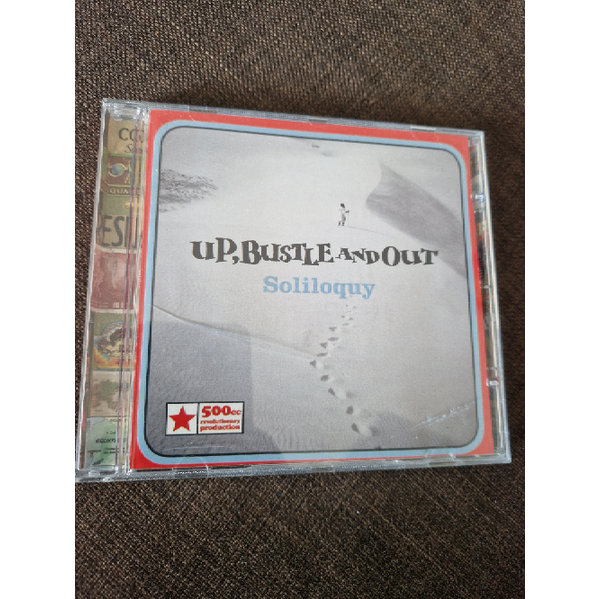 UP, BUSTLE AND OUT
Soliloquy
500cc
revolutionary
production